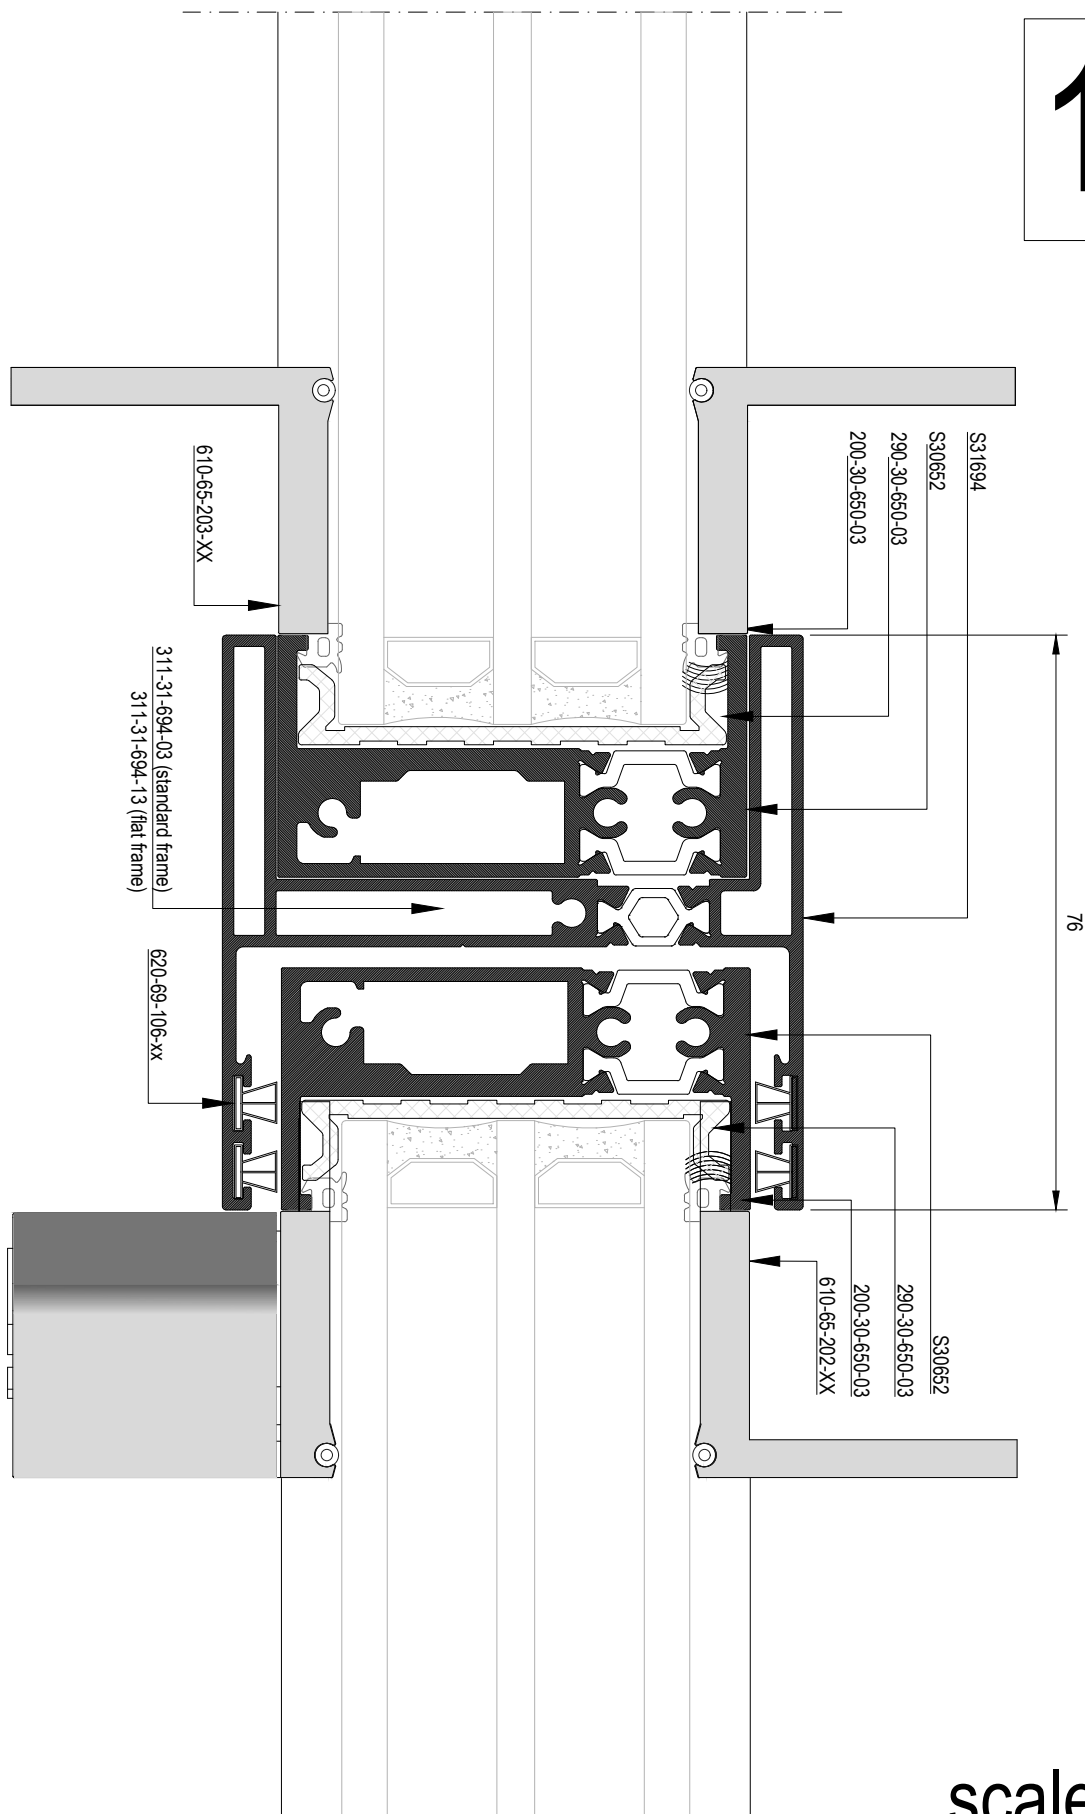 1
S31694
S30652
290-30-650-03
200-30-650-03
610-65-203-XX
311-31-694-03 (standard frame)
311-31-694-13 (flat frame)
620-69-106-xx
76
S30652
290-30-650-03
200-30-650-03
610-65-202-XX
scale